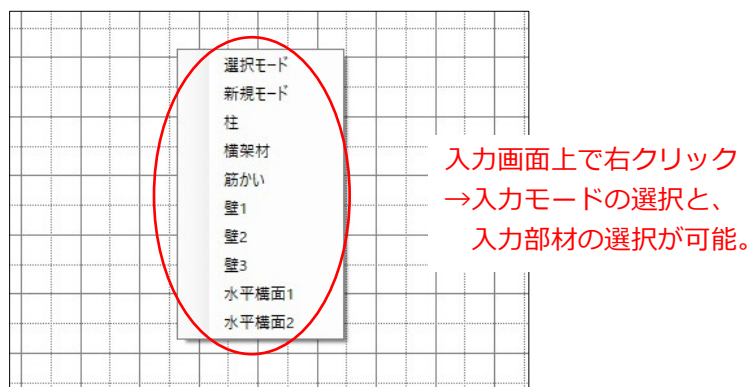 選択モード
新規モード
柱
横架材
筋かい
壁1
壁2
壁3
水平構面1
水平構面2
入力画面上で右クリック
→入力モードの選択と、
入力部材の選択が可能。